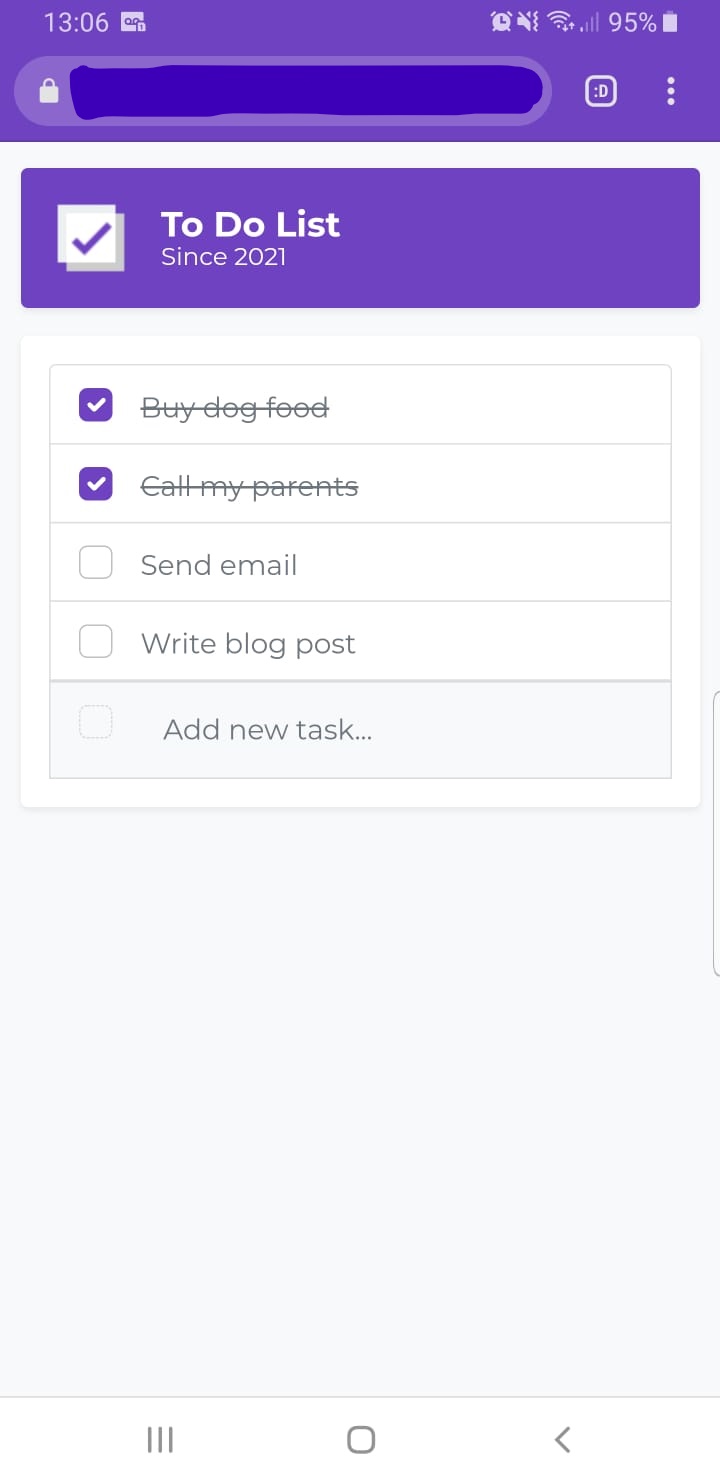 13:06
95%
:D
To Do List
Since 2021
Buy dog food
Call my parents
Send email
Write blog post
Add new task...